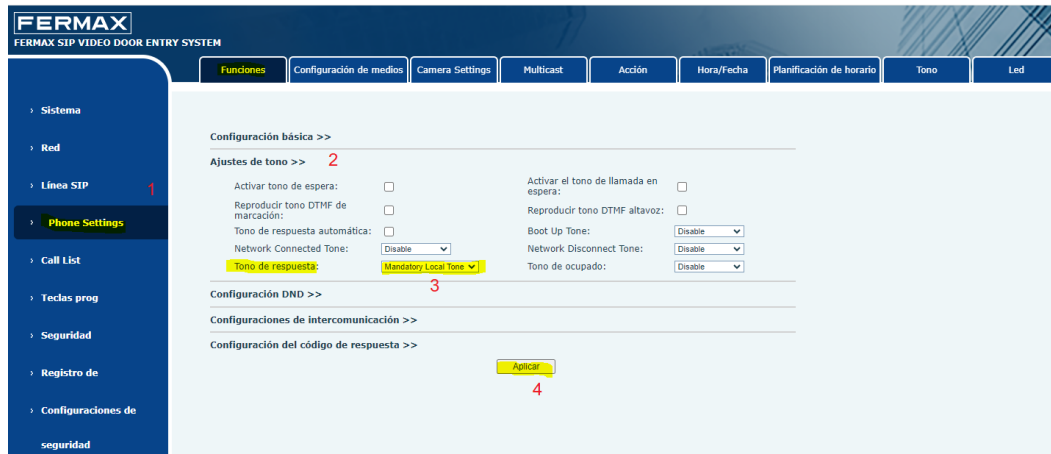 FERMAX
FERMAX SIP VIDEO DOOR ENTRY SYSTEM
Funciones Configuración de medios Camera Settings Multicast Acción Hora/Fecha Planificación de horario Tono Led
› Sistema
› Red
› Línea SIP 1
› Phone Settings
› Call List
› Teclas prog
› Seguridad
› Registro de
› Configuraciones de
seguridad
Configuración básica >>
Ajustes de tono >> 2
Activar tono de espera: Activar el tono de llamada en
espera:
Reproducir tono DTMF de
marcación: Reproducir tono DTMF altavoz:
Tono de respuesta automática: Boot Up Tone: Disable
Network Connected Tone: Disable Network Disconnect Tone: Disable
Tono de respuesta: Mandatory Local Tone Tono de ocupado: Disable
3
Configuración DND >>
Configuraciones de intercomunicación >>
Configuración del código de respuesta >>
Aplicar
4